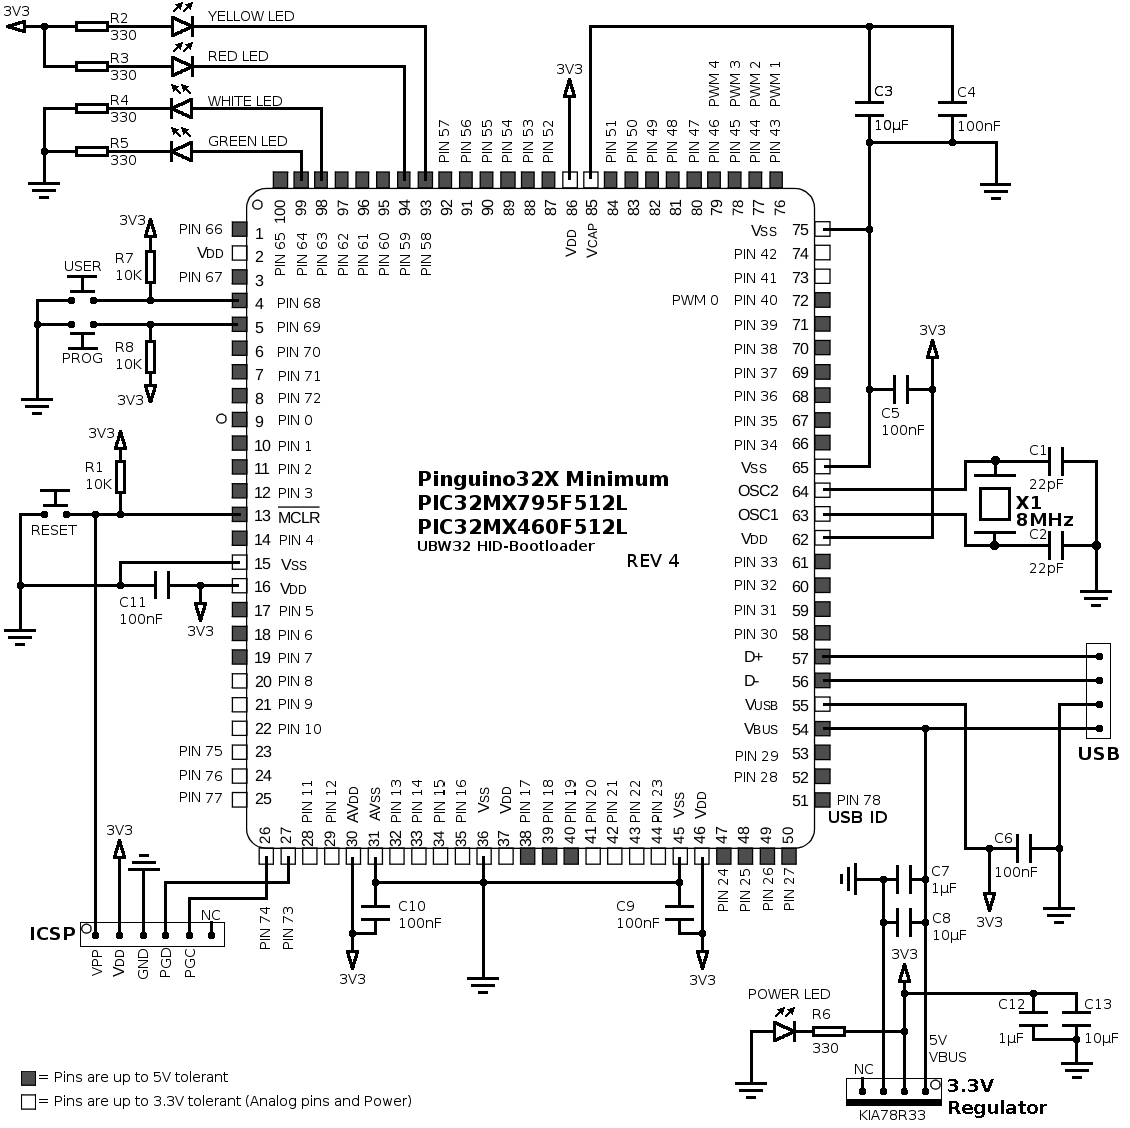 3V3
R2
330
YELLOW LED
R3
330
RED LED
R4
330
WHITE LED
R5
330
GREEN LED
PIN 57
PIN 56
PIN 55
PIN 54
PIN 53
PIN 52
3V3
PIN 51
PIN 50
PIN 49
PIN 48
PIN 47
PIN 46 PWM 4
PIN 45 PWM 3
PIN 44 PWM 2
PIN 43 PWM 1
C3
10µF
C4
100nF
100
99
98
97
96
95
94
93
92
91
90
89
88
87
86
85
84
83
82
81
80
79
78
77
76
PIN 65
PIN 64
PIN 63
PIN 62
PIN 61
PIN 60
PIN 59
PIN 58
VDD
VCAP
PIN 66
1
VDD
2
PIN 67
3
3V3
R7
10K
USER
4 PIN 68
5 PIN 69
PROG
R8
10K
3V3
6 PIN 70
7 PIN 71
8 PIN 72
9 PIN 0
10 PIN 1
11 PIN 2
12 PIN 3
13 MCLR
14 PIN 4
15 VSS
16 VDD
17 PIN 5
18 PIN 6
19 PIN 7
20 PIN 8
21 PIN 9
22 PIN 10
PIN 75 23
PIN 76 24
PIN 77 25
3V3
R1
10K
RESET
C11
100nF
3V3
Pinguino32X Minimum
PIC32MX795F512L
PIC32MX460F512L
UBW32 HID-Bootloader
REV 4
VSS 75
PIN 42 74
PIN 41 73
PWM 0 PIN 40 72
PIN 39 71
PIN 38 70
PIN 37 69
PIN 36 68
PIN 35 67
PIN 34 66
VSS 65
OSC2 64
OSC1 63
VDD 62
PIN 33 61
PIN 32 60
PIN 31 59
PIN 30 58
D+ 57
D- 56
VUSB 55
VBUS 54
PIN 29 53
PIN 28 52
51 PIN 78
USB ID
3V3
C5
100nF
C1
22pF
X1
8MHz
C2
22pF
USB
26
27
28 PIN 11
29 PIN 12
30 AVDD
31 AVSS
32 PIN 13
33 PIN 14
34 PIN 15
35 PIN 16
36 VSS
37 VDD
38 PIN 17
39 PIN 18
40 PIN 19
41 PIN 20
42 PIN 21
43 PIN 22
44 PIN 23
45 VSS
46 VDD
47
48
49
50
PIN 24
PIN 25
PIN 26
PIN 27
PIN 74
PIN 73
3V3
NC
ICSP
VPP
VDD
GND
PGD
PGC
C10
100nF
3V3
C9
100nF
3V3
C6
100nF
3V3
C7
1µF
C8
10µF
3V3
POWER LED
R6
330
C12
1µF
C13
10µF
5V
VBUS
NC
3.3V
Regulator
KIA78R33
= Pins are up to 5V tolerant
= Pins are up to 3.3V tolerant (Analog pins and Power)